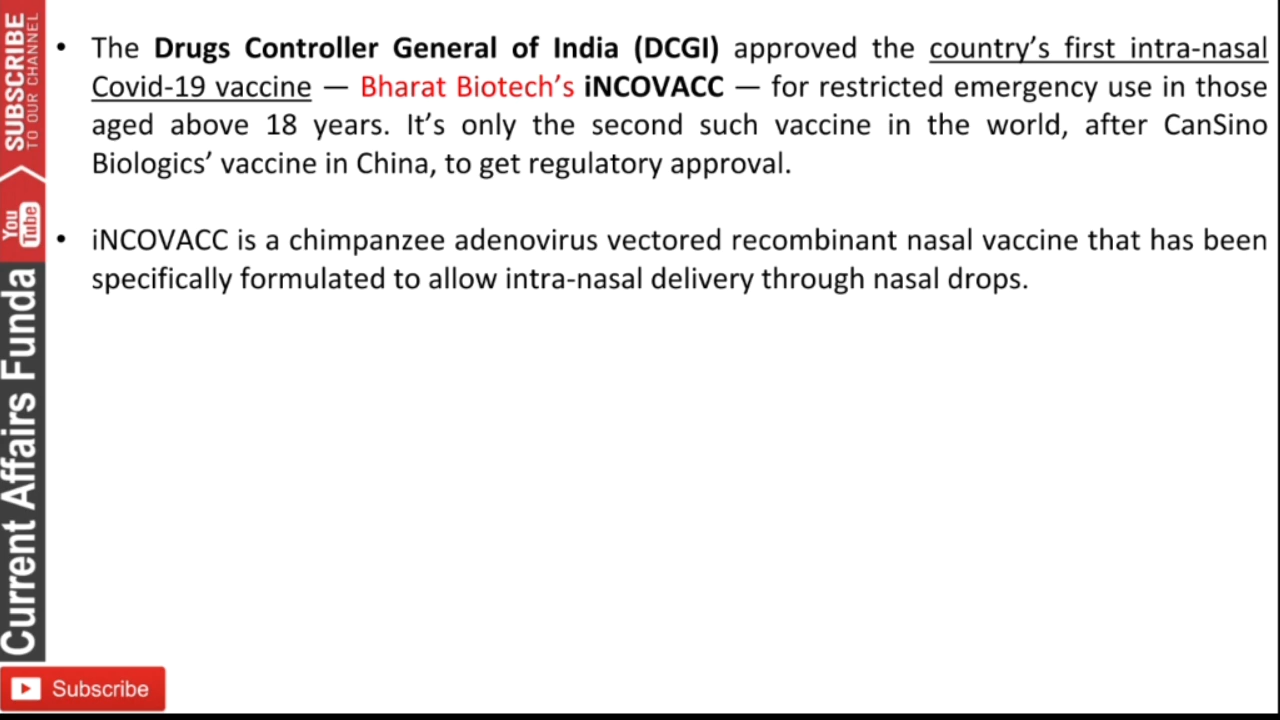 • The Drugs Controller General of India (DCGI) approved the country’s first intra-nasal
Covid-19 vaccine — Bharat Biotech’s iNCOVACC — for restricted emergency use in those
aged above 18 years. It’s only the second such vaccine in the world, after CanSino
Biologics’ vaccine in China, to get regulatory approval.
• iNCOVACC is a chimpanzee adenovirus vectored recombinant nasal vaccine that has been
specifically formulated to allow intra-nasal delivery through nasal drops.
SUBSCRIBE
TO OUR CHANNEL
You
Tube
Current Affairs Funda
Subscribe